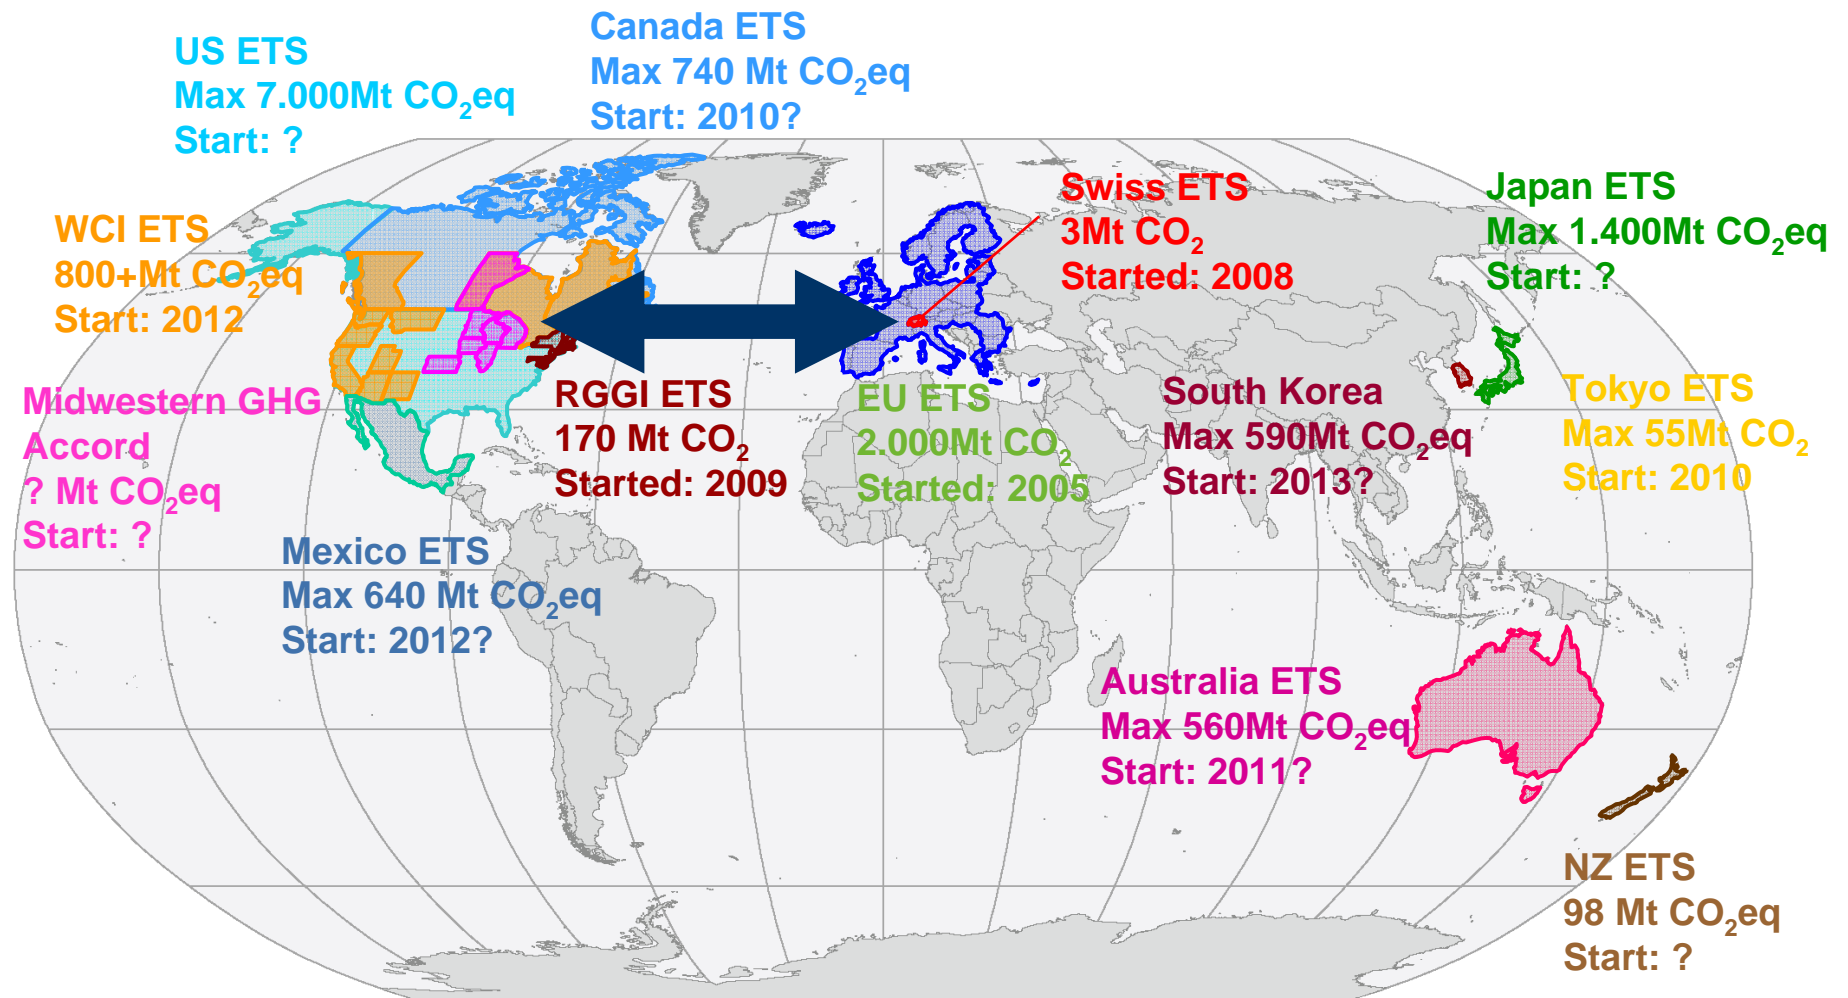 US ETS
Max 7.000Mt CO₂eq
Start: ?
Canada ETS
Max 740 Mt CO₂eq
Start: 2010?
WCI ETS
800+Mt CO₂eq
Start: 2012
Swiss ETS
3Mt CO₂
Started: 2008
Japan ETS
Max 1.400Mt CO₂eq
Start: ?
Midwestern GHG
Accord
? Mt CO₂eq
Start: ?
RGGI ETS
170 Mt CO₂
Started: 2009
EU ETS
2.000Mt CO₂
Started: 2005
South Korea
Max 590Mt CO₂eq
Start: 2013?
Tokyo ETS
Max 55Mt CO₂
Start: 2010
Mexico ETS
Max 640 Mt CO₂eq
Start: 2012?
Australia ETS
Max 560Mt CO₂eq
Start: 2011?
NZ ETS
98 Mt CO₂eq
Start: ?